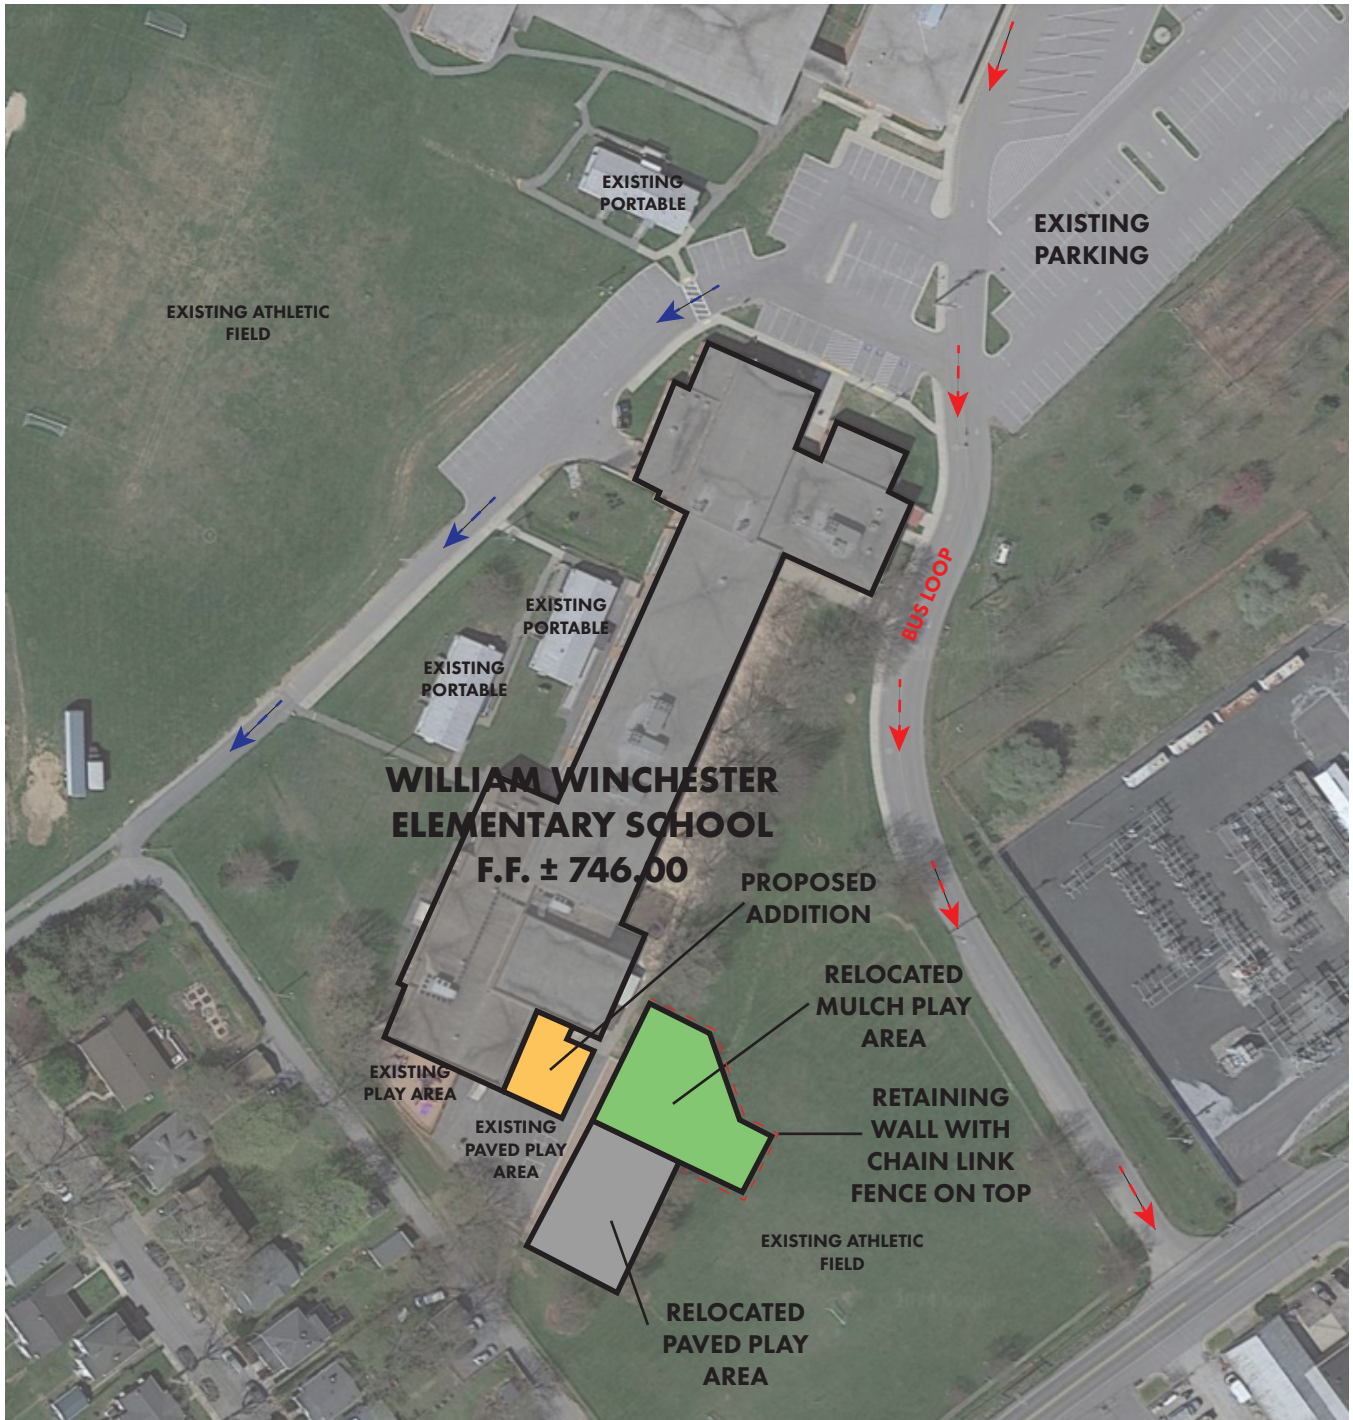 EXISTING
PORTABLE
EXISTING
PARKING
EXISTING ATHLETIC
FIELD
BUS LOOP
EXISTING
PORTABLE
EXISTING
PORTABLE
WILLIAM WINCHESTER
ELEMENTARY SCHOOL
F.F. ± 746.00
PROPOSED
ADDITION
RELOCATED
MULCH PLAY
AREA
EXISTING
PLAY AREA
EXISTING
PAVED PLAY
AREA
RETAINING
WALL WITH
CHAIN LINK
FENCE ON TOP
EXISTING ATHLETIC
FIELD
RELOCATED
PAVED PLAY
AREA